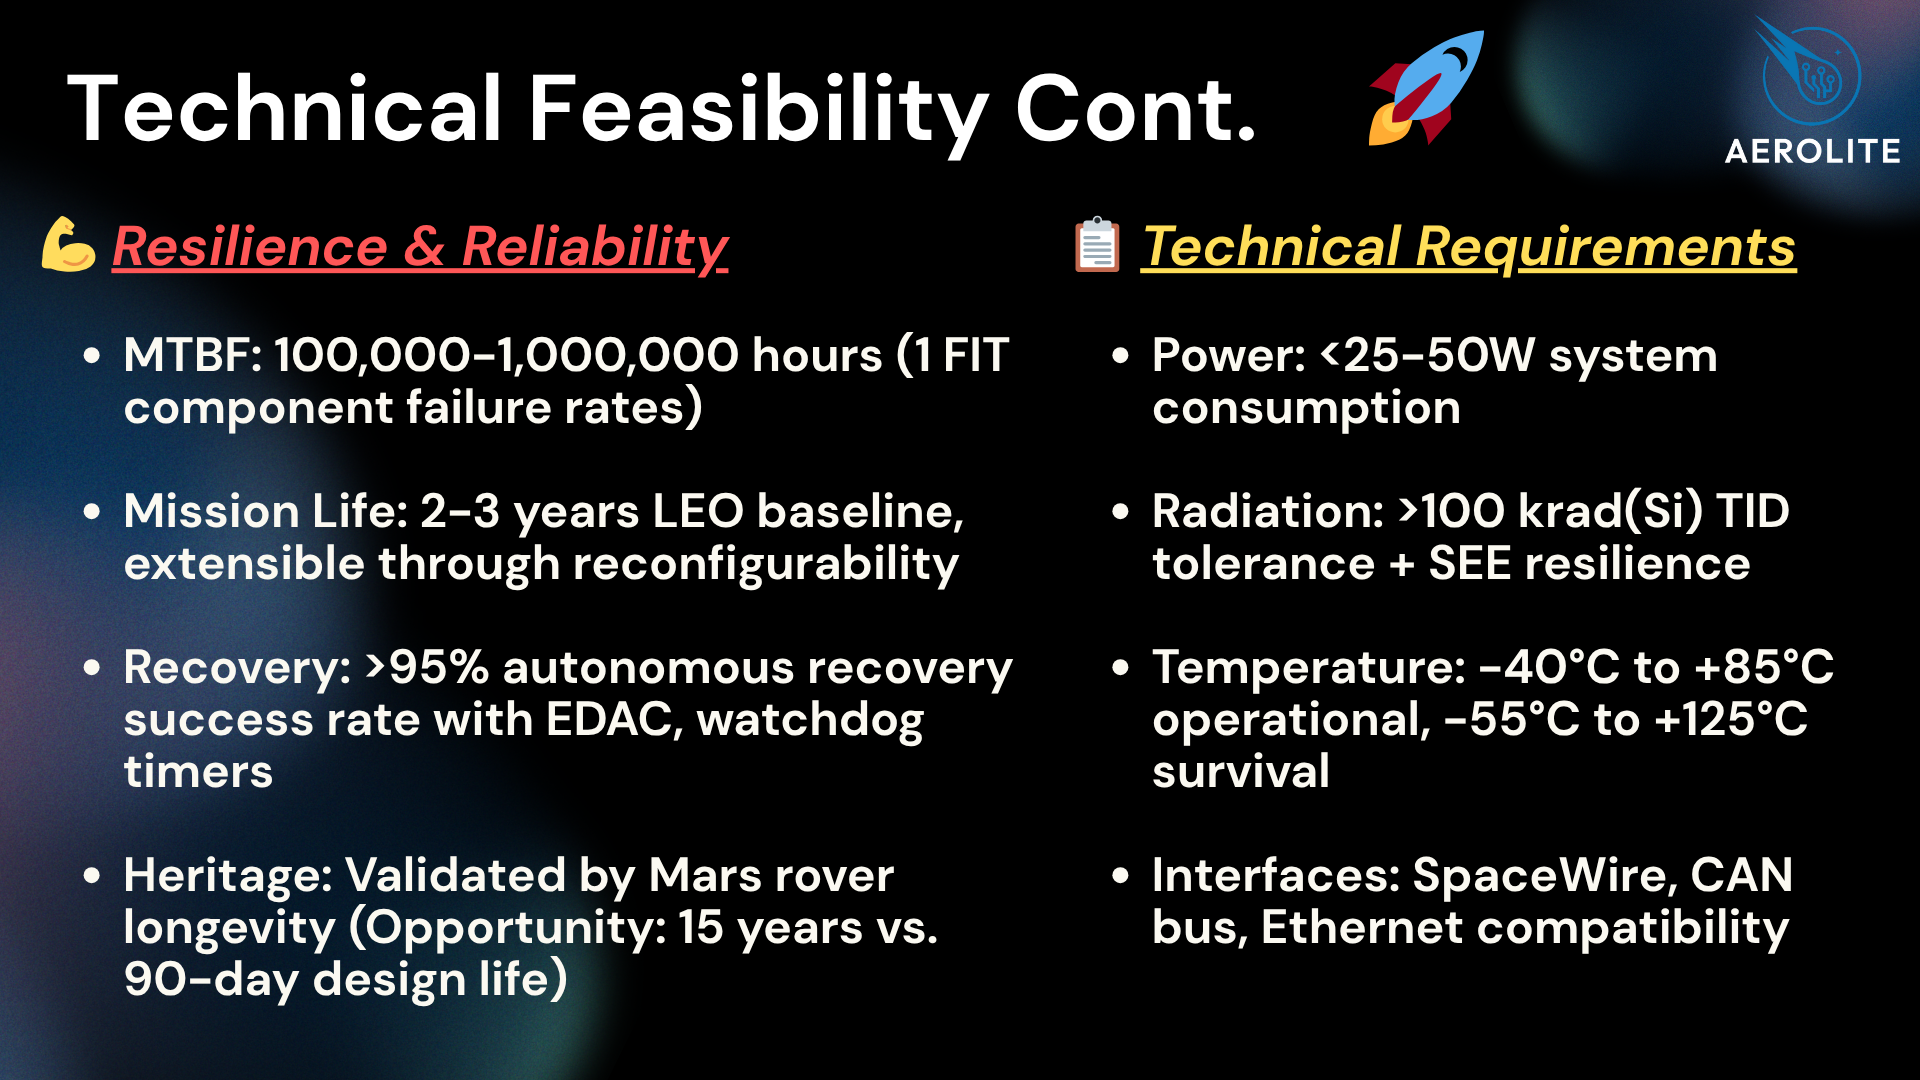 Technical Feasibility Cont.
AEROLITE
Resilience & Reliability
• MTBF: 100,000-1,000,000 hours (1 FIT
component failure rates)
• Mission Life: 2-3 years LEO baseline,
extensible through reconfigurability
• Recovery: >95% autonomous recovery
success rate with EDAC, watchdog
timers
• Heritage: Validated by Mars rover
longevity (Opportunity: 15 years vs.
90-day design life)
Technical Requirements
• Power: <25-50W system
consumption
• Radiation: >100 krad(Si) TID
tolerance + SEE resilience
• Temperature: -40°C to +85°C
operational, -55°C to +125°C
survival
• Interfaces: SpaceWire, CAN
bus, Ethernet compatibility